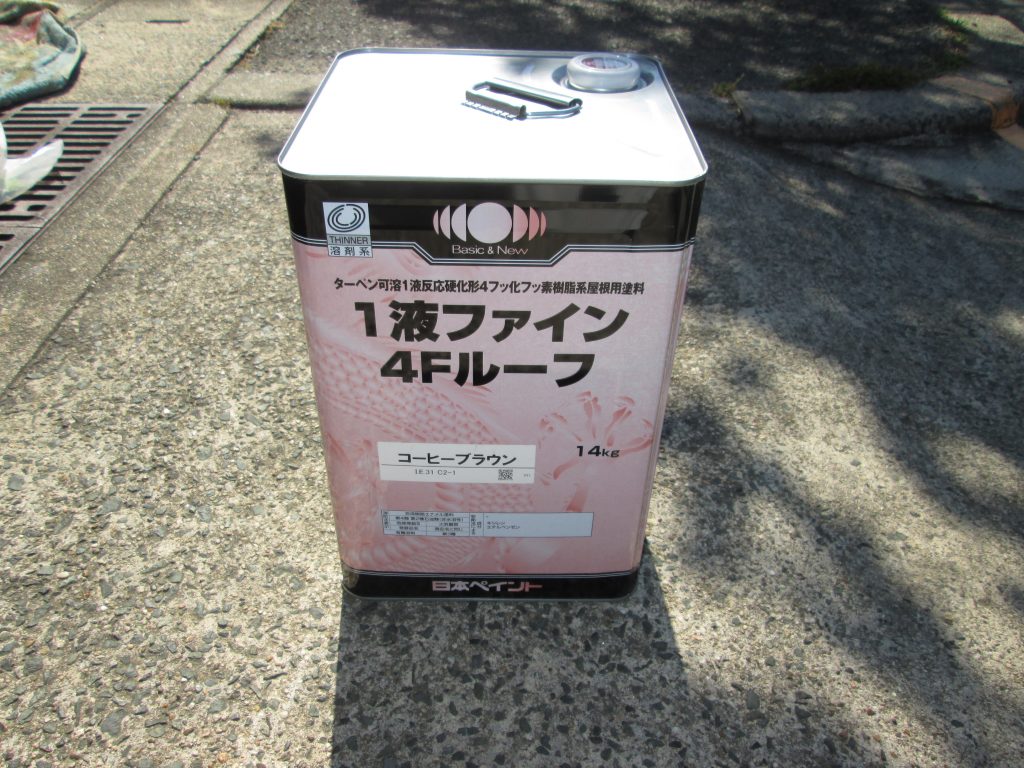 THINNER
溶剤系
Basic & New
ターペン可溶1液反応硬化形4フッ化フッ素樹脂系屋根用塗料
1液ファイン
4Fルーフ
14kg
コーヒーブラウン
日本ペイント